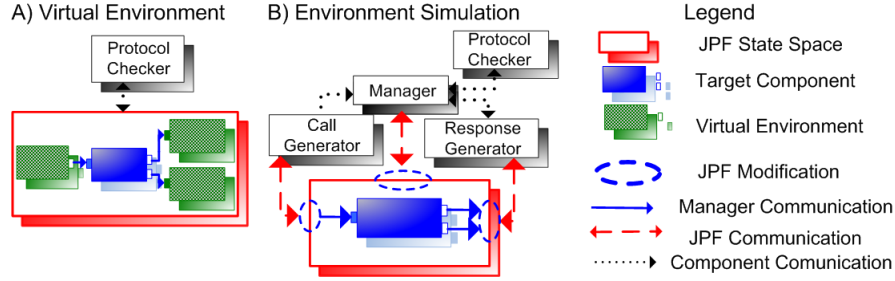 A) Virtual Environment
Protocol
Checker
B) Environment Simulation
Protocol
Checker
Manager
Call
Generator
Response
Generator
Legend
JPF State Space
Target Component
Virtual Environment
JPF Modification
Manager Communication
JPF Communication
Component Comunication